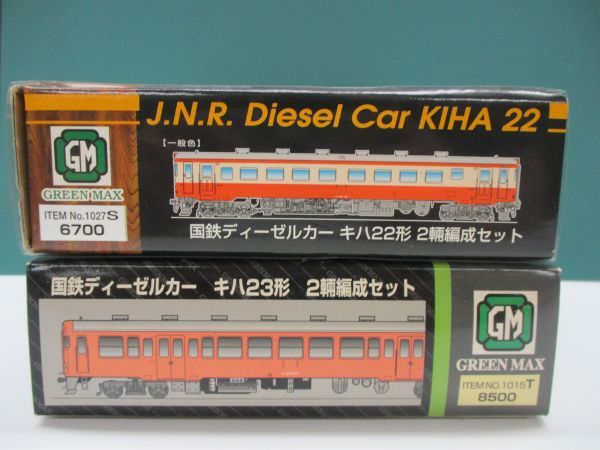 J.N.R. Diesel Car KIHA 22
【一般色】
GM
GREEN MAX
ITEM No.1027S
6700
国鉄ディーゼルカー キハ22形 2輛編成セット
国鉄ディーゼルカー キハ23形 2輛編成セット
GM
GREEN MAX
ITEM NO.1015T
8500